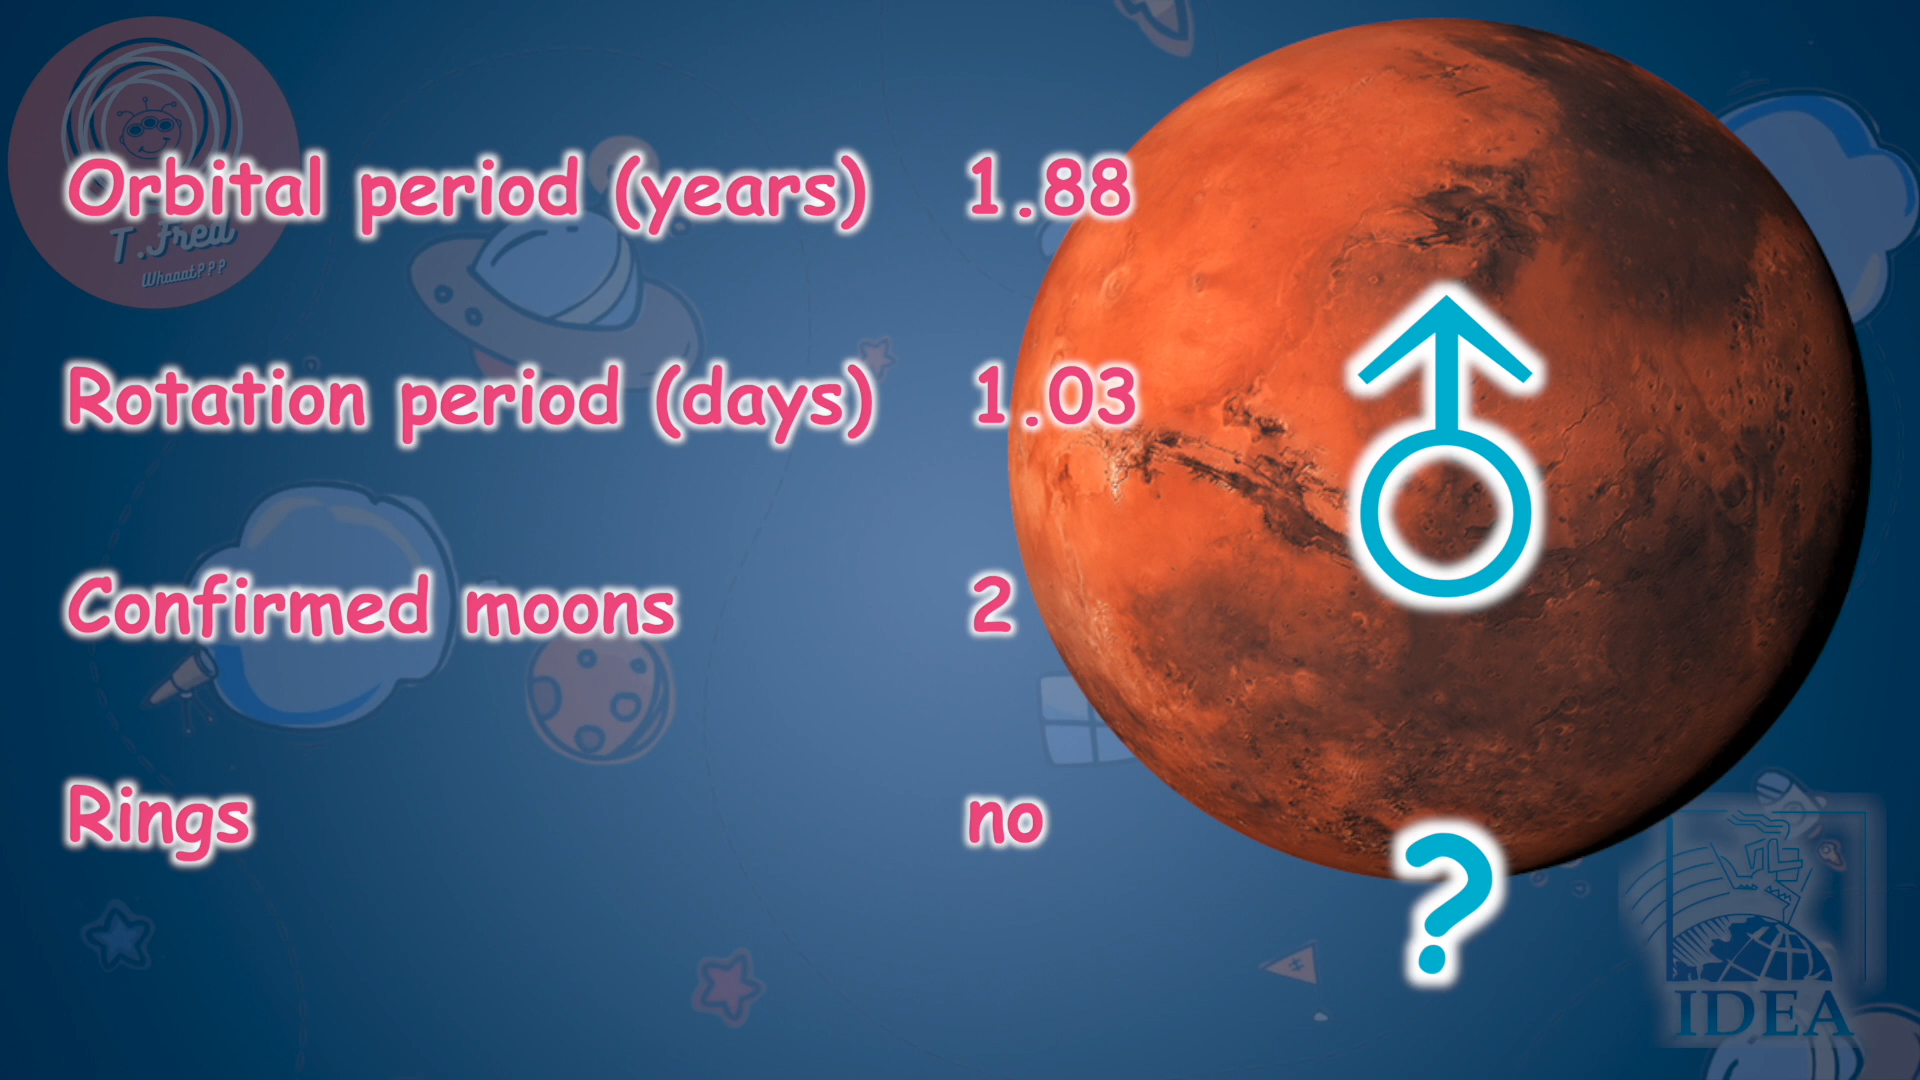 Orbital period (years) 1.88
T.Fred
Whaaat???
Rotation period (days) 1.03
Confirmed moons 2
Rings no
?
IDEA